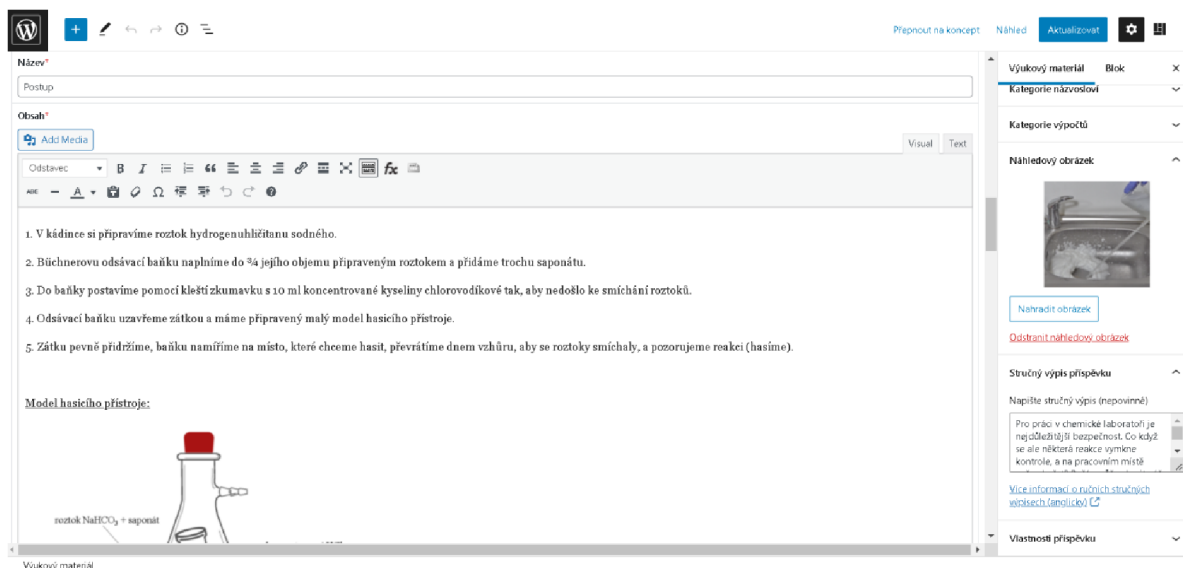 Přepnout na koncept Náhled Aktualizovat
Název*
Postup
Obsah*
Add Media
Visual Text
Odstavec
1. V kádince si připravíme roztok hydrogenuhličitanu sodného.
2. Büchnerovu odsávací baňku naplníme do ¾ jejího objemu připraveným roztokem a přidáme trochu saponátu.
3. Do baňky postavíme pomocí kleští zkumavku s 10 ml koncentrované kyseliny chlorovodíkové tak, aby nedošlo ke smíchání roztoků.
4. Odsávací baňku uzavřeme zátkou a máme připravený malý model hasicího přístroje.
5. Zátku pevně přidržíme, baňku namíříme na místo, které chceme hasit, převrátíme dnem vzhůru, aby se roztoky smíchaly, a pozorujeme reakci (hasíme).
Model hasicího přístroje:
roztok NaHCO₃ + saponát
Výukový materiál
Výukový materiál Blok
Kategorie názvosloví
Kategorie výpočtů
Náhledový obrázek
Nahradit obrázek
Odstranit náhledový obrázek
Stručný výpis příspěvku
Napište stručný výpis (nepovinné)
Pro práci v chemické laboratoři je
nejdůležitější bezpečnost. Co když
se ale některá reakce vymkne
kontrole, a na pracovním místě
Více informací o ručních stručných
výpisech (anglicky)
Vlastnosti příspěvku